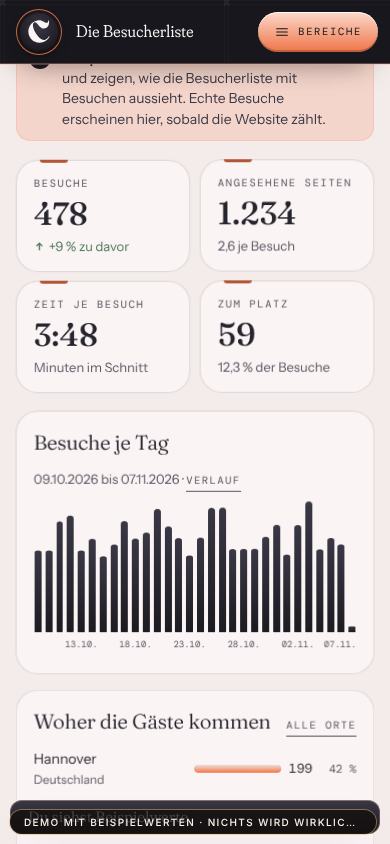 Die Besucherliste
BEREICHE
und zeigen, wie die Besucherliste mit
Besuchen aussieht. Echte Besuche
erscheinen hier, sobald die Website zählt.
BESUCHE
478
↑ +9 % zu davor
ANGESEHENE SEITEN
1.234
2,6 je Besuch
ZEIT JE BESUCH
3:48
Minuten im Schnitt
ZUM PLATZ
59
12,3 % der Besuche
Besuche je Tag
09.10.2026 bis 07.11.2026 · VERLAUF
13.10. 18.10. 23.10. 28.10. 02.11. 07.11.
Woher die Gäste kommen
ALLE ORTE
Hannover
Deutschland
199 42 %
Du siehst Beispielwerte
DEMO MIT BEISPIELWERTEN · NICHTS WIRD WIRKLIC…